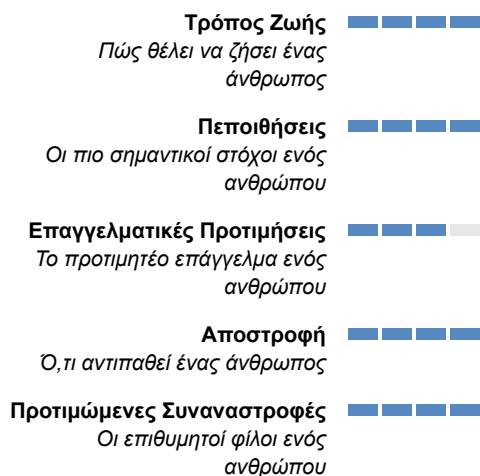 Τρόπος Ζωής
Πώς θέλει να ζήσει ένας
άνθρωπος
Πεποιθήσεις
Οι πιο σημαντικοί στόχοι ενός
ανθρώπου
Επαγγελματικές Προτιμήσεις
Το προτιμητέο επάγγελμα ενός
ανθρώπου
Αποστροφή
Ό,τι αντιπαθεί ένας άνθρωπος
Προτιμώμενες Συναναστροφές
Οι επιθυμητοί φίλοι ενός
ανθρώπου